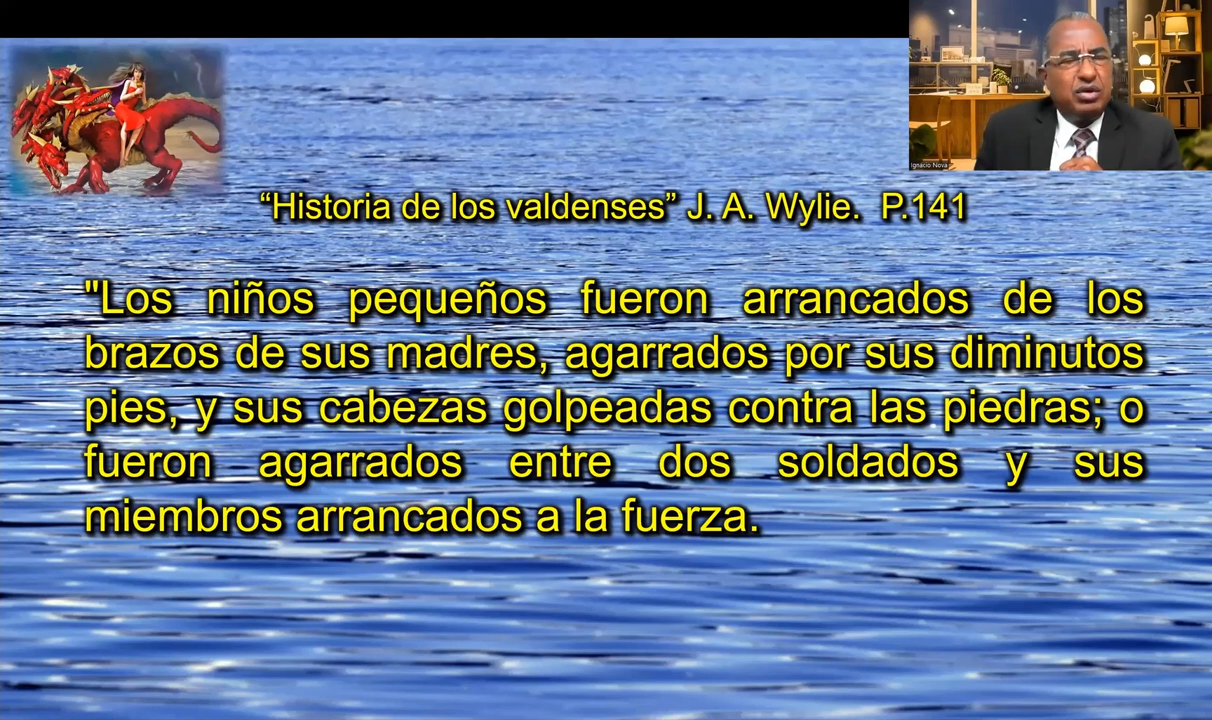 Ignacio Nova
“Historia de los valdenses” J. A. Wylie. P.141
"Los niños pequeños fueron arrancados de los
brazos de sus madres, agarrados por sus diminutos
pies, y sus cabezas golpeadas contra las piedras; o
fueron agarrados entre dos soldados y sus
miembros arrancados a la fuerza.